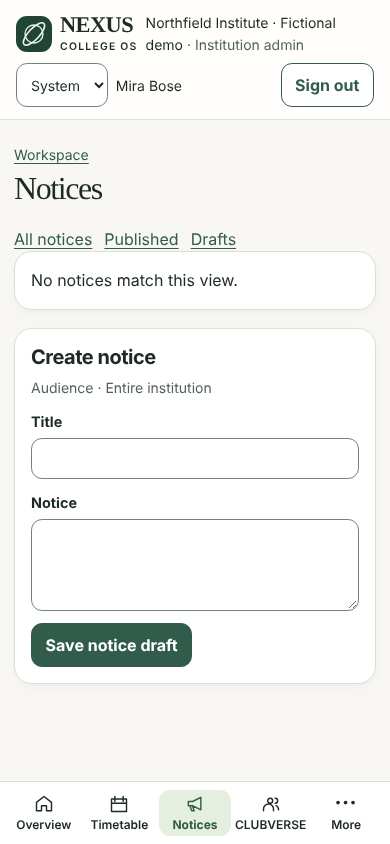 NEXUS
COLLEGE OS
Northfield Institute · Fictional
demo · Institution admin
System
Mira Bose
Sign out
Workspace
Notices
All notices Published Drafts
No notices match this view.
Create notice
Audience · Entire institution
Title
Notice
Save notice draft
Overview Timetable Notices CLUBVERSE More